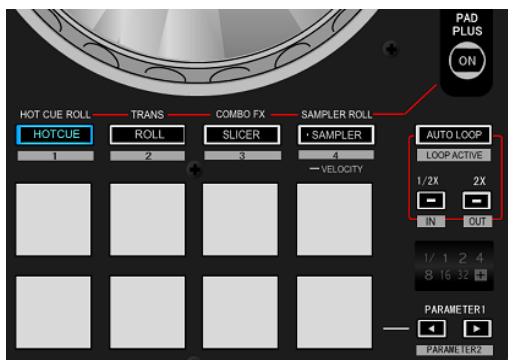 PAD
PLUS
ON
HOT CUE ROLL
TRANS
COMBO FX
SAMPLER ROLL
HOTCUE
ROLL
SLICER
· SAMPLER
AUTO LOOP
1
2
3
4
LOOP ACTIVE
— VELOCITY
1/2X
2X
IN
OUT
1/ 1 2 4
8 16 32 +
PARAMETER1
PARAMETER2